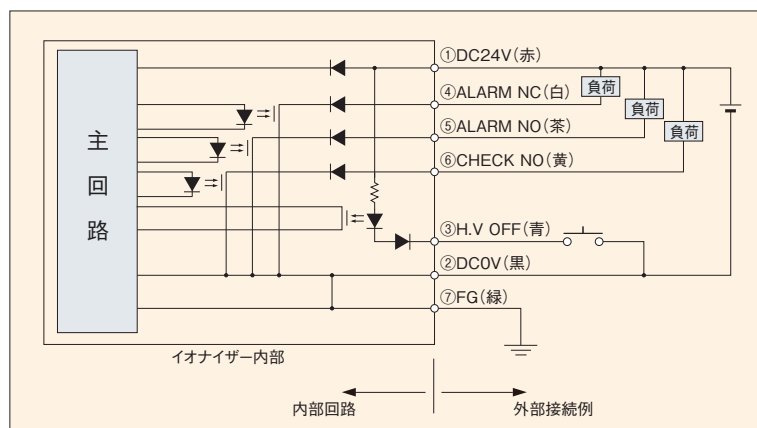 ①DC24V(赤)
④ALARM NC(白)
負荷
⑤ALARM NO(茶)
負荷
負荷
⑥CHECK NO(黄)
主回路
③H.V OFF(青)
②DC0V(黒)
⑦FG(緑)
イオナイザー内部
内部回路
外部接続例